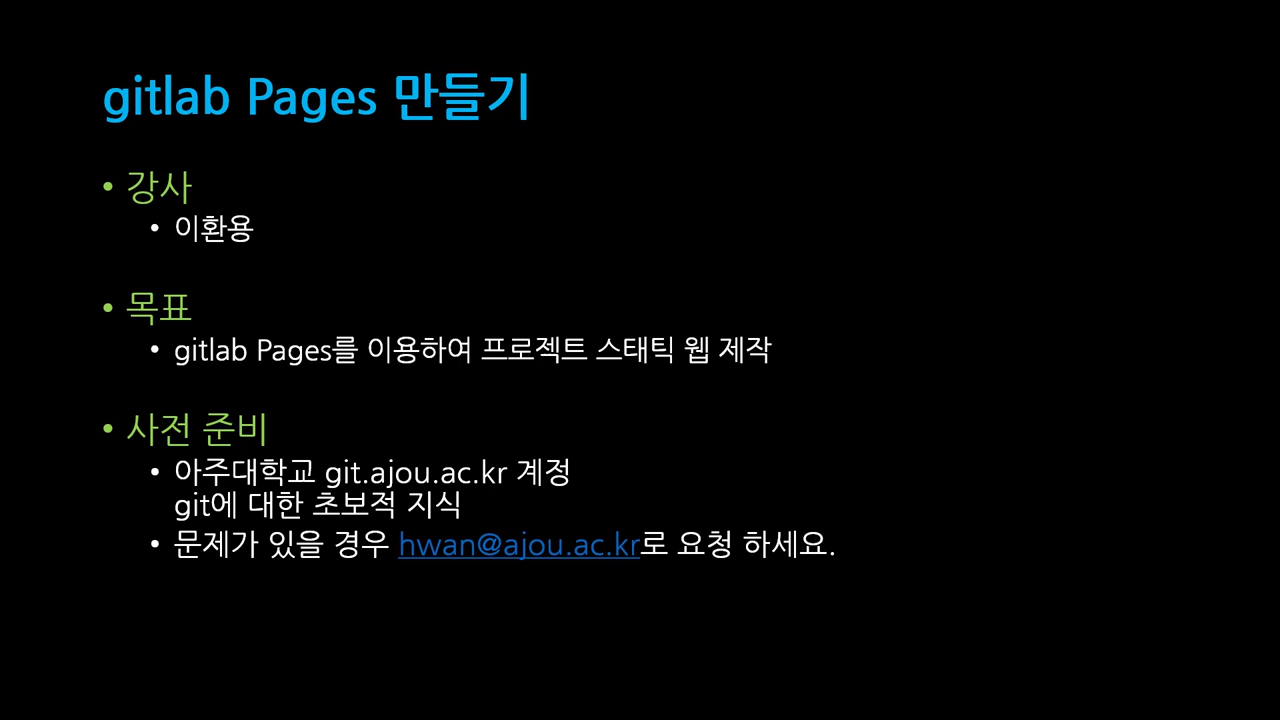 gitlab Pages 만들기
• 강사
• 이환용
• 목표
• gitlab Pages를 이용하여 프로젝트 스태틱 웹 제작
• 사전 준비
• 아주대학교 git.ajou.ac.kr 계정
git에 대한 초보적 지식
• 문제가 있을 경우 hwan@ajou.ac.kr로 요청 하세요.